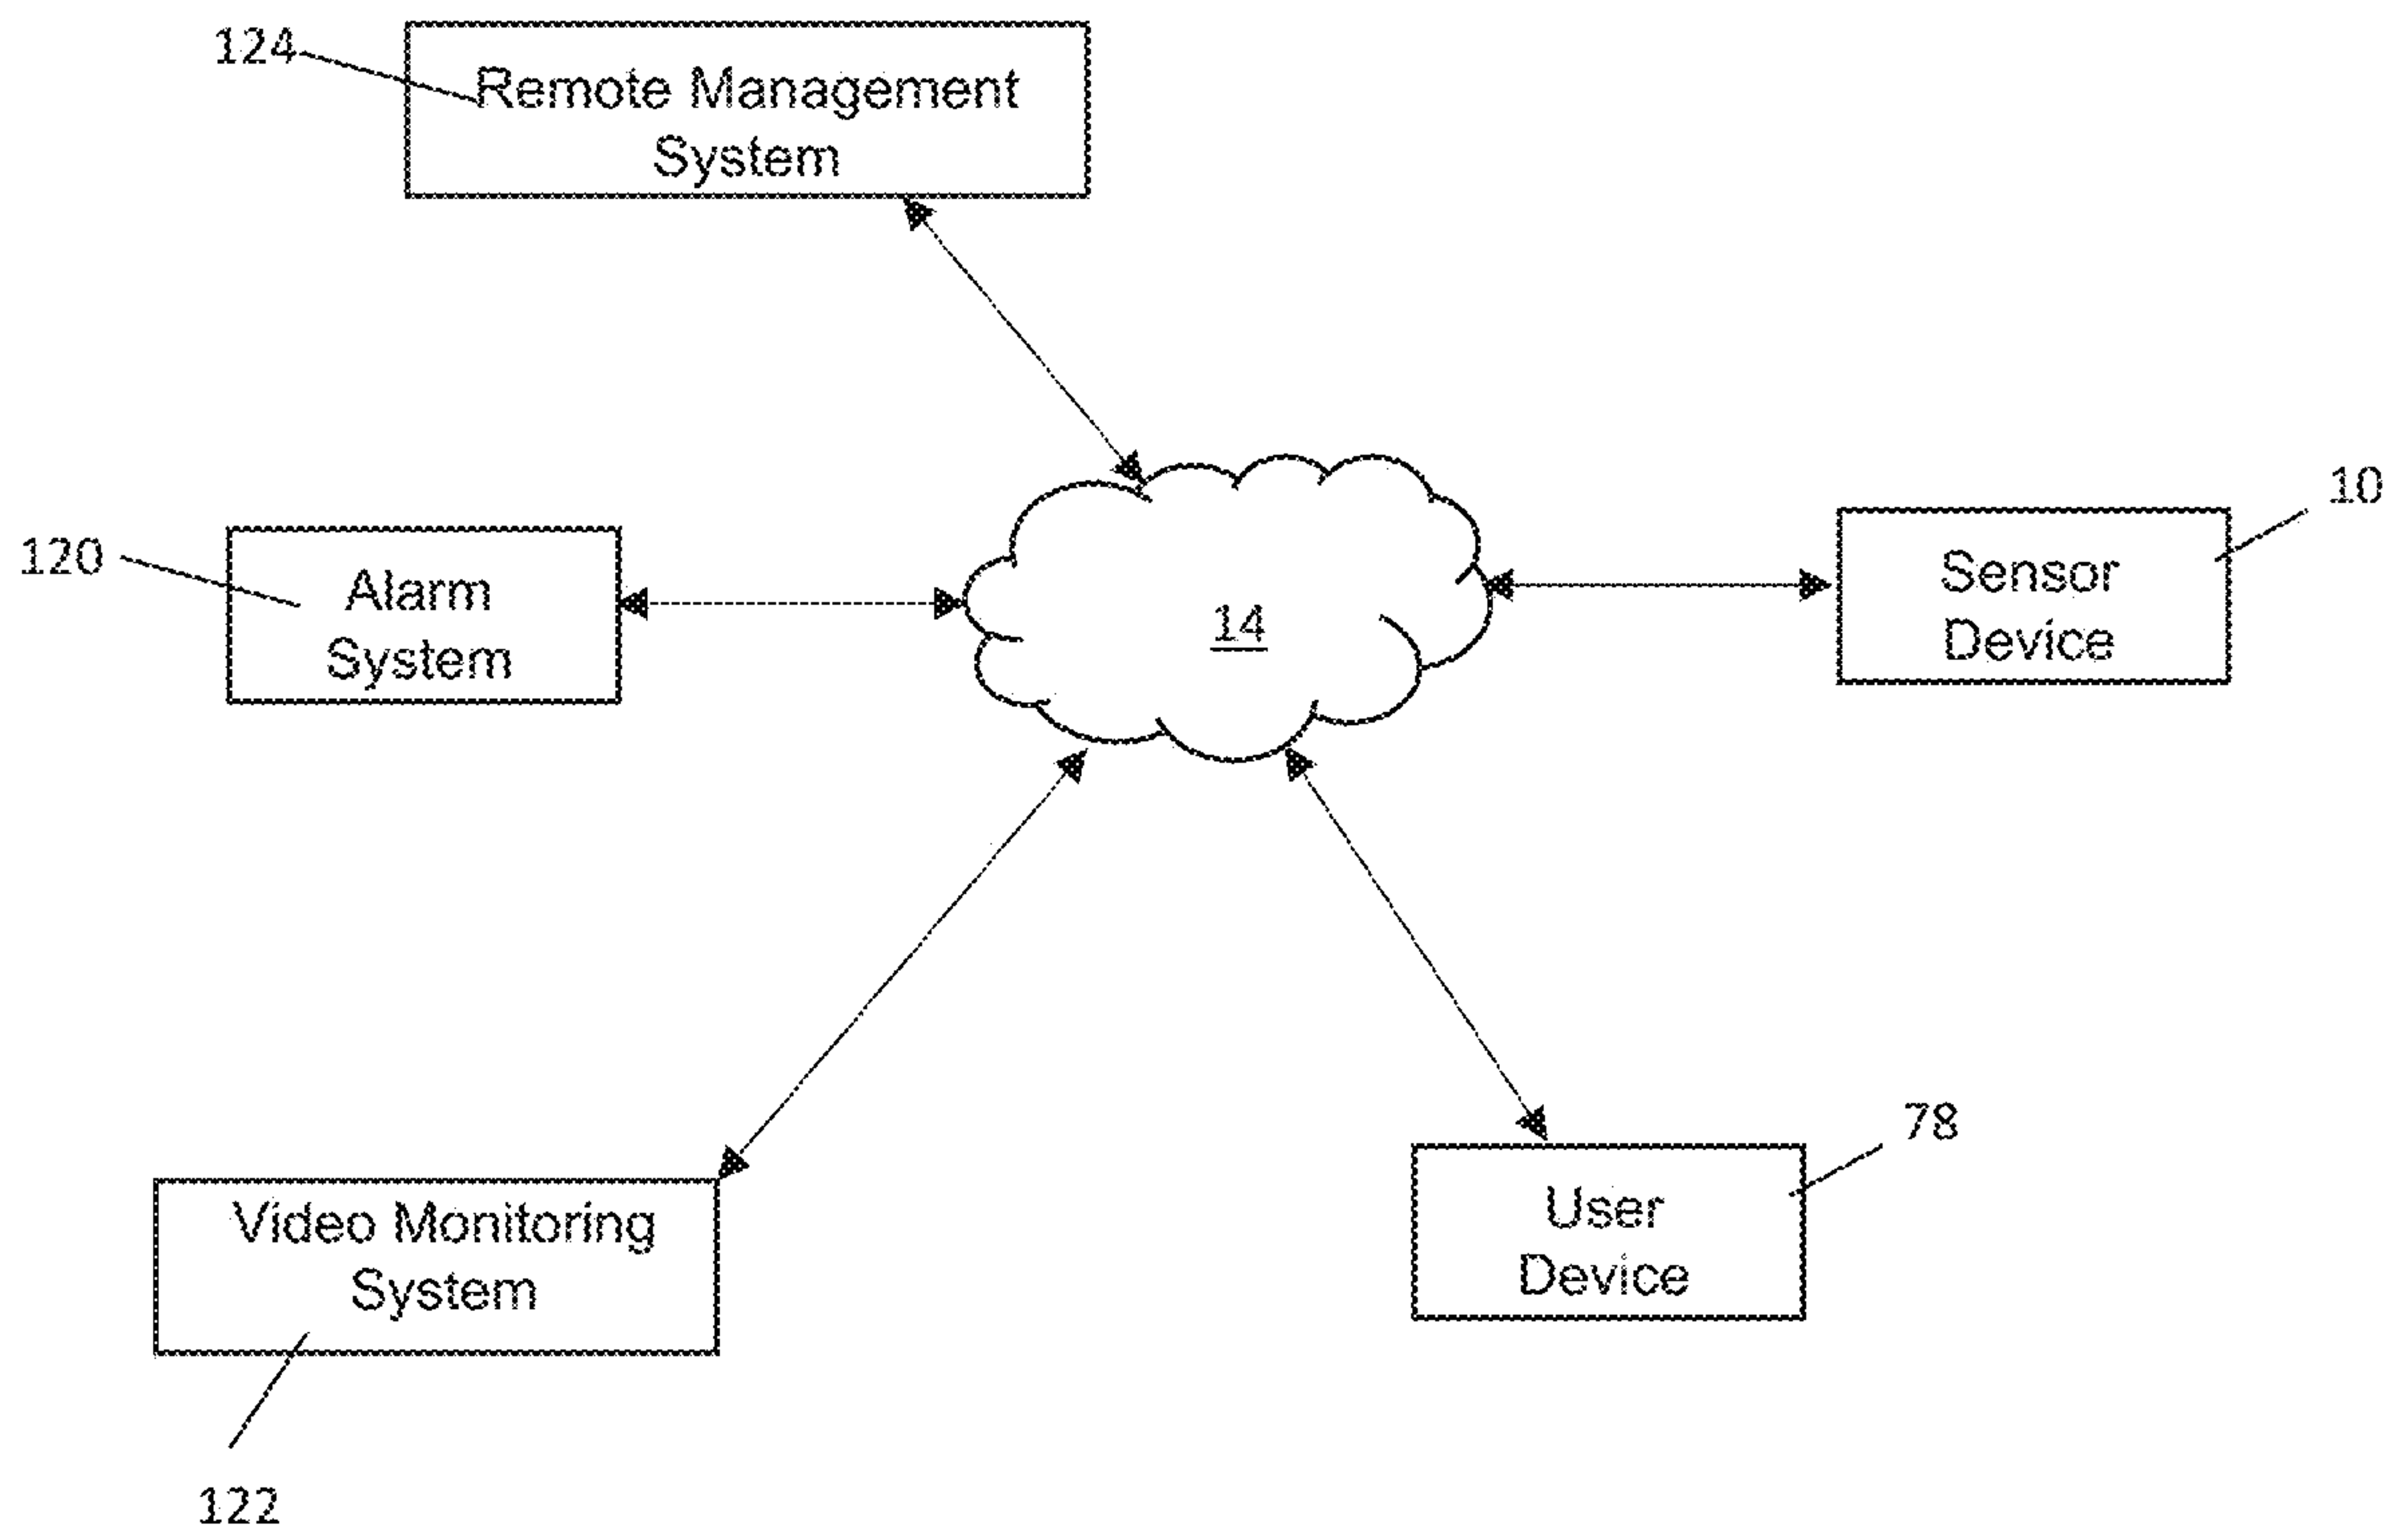 124
Remote Management
System
10
120
Alarm
System
14
Sensor
Device
78
User
Device
Video Monitoring
System
122